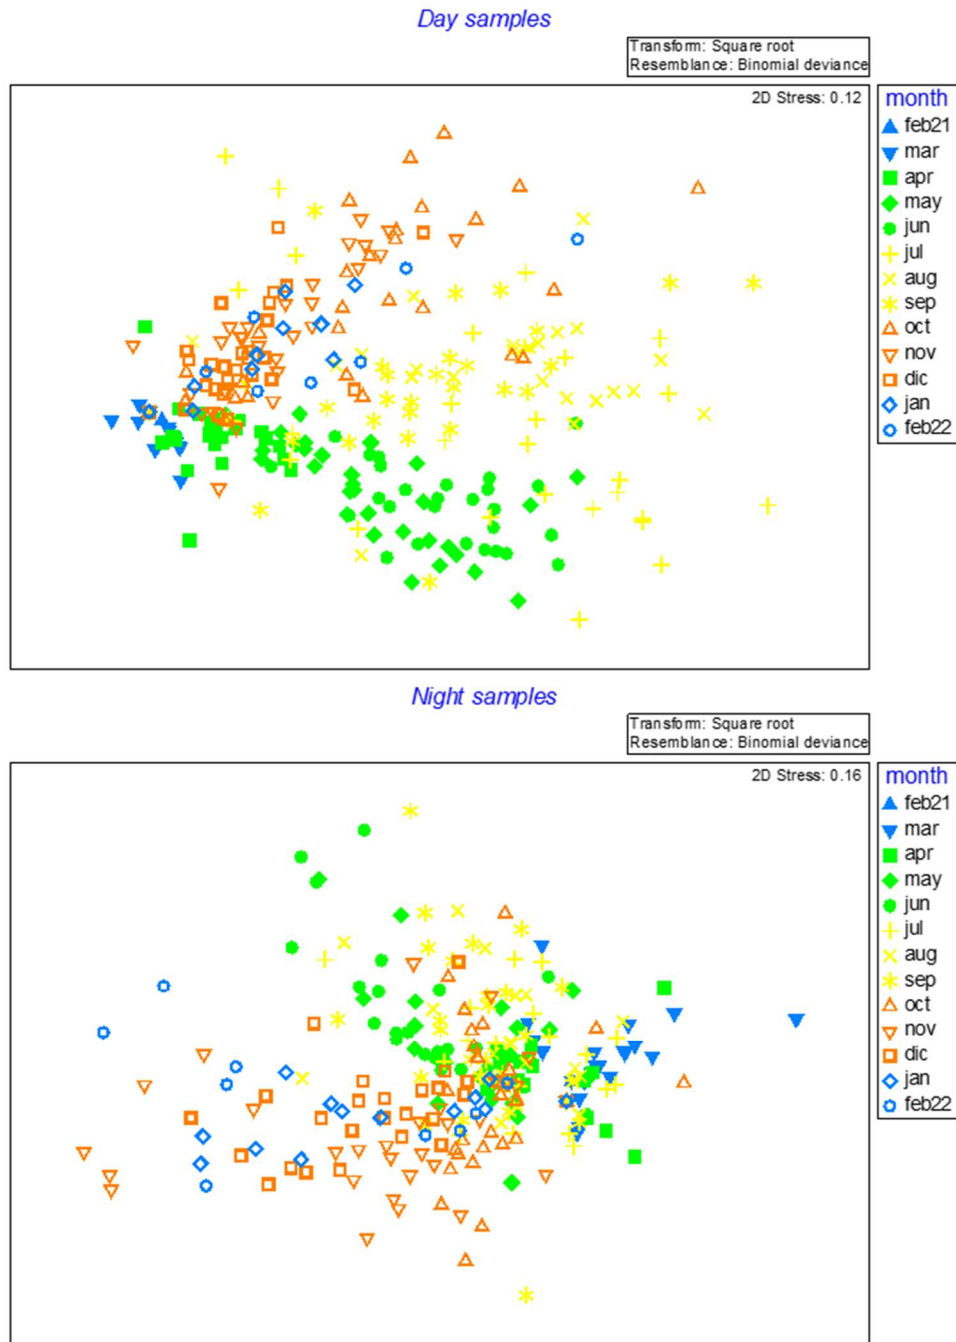 Day samples
Transform: Square root
Resemblance: Binomial deviance
2D Stress: 0.12
month
feb21
mar
apr
may
jun
jul
aug
sep
oct
nov
dic
jan
feb22
Night samples
Transform: Square root
Resemblance: Binomial deviance
2D Stress: 0.16
month
feb21
mar
apr
may
jun
jul
aug
sep
oct
nov
dic
jan
feb22